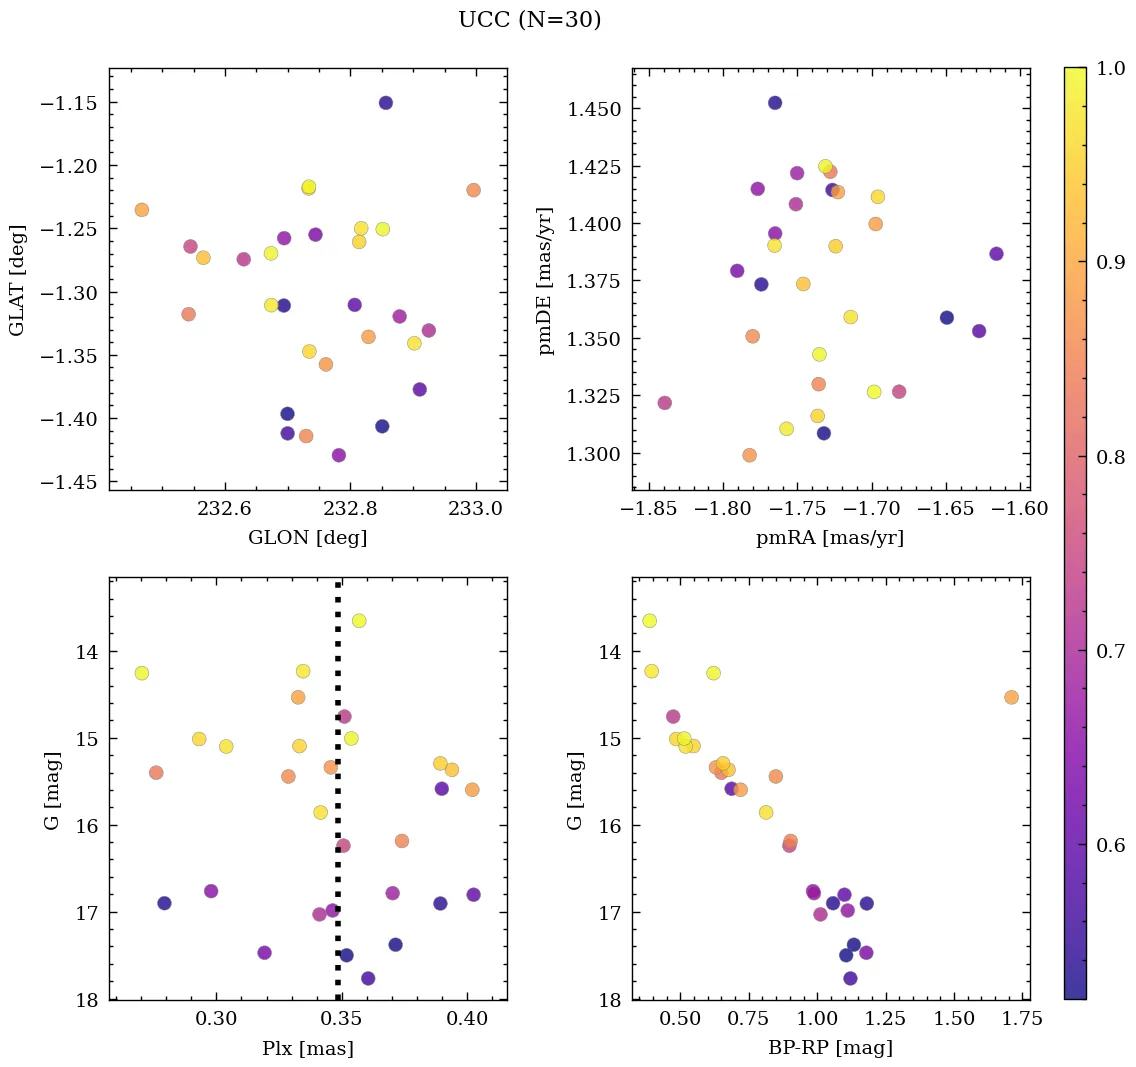 UCC (N=30)
−1.15
−1.20
−1.25
−1.30
−1.35
−1.40
−1.45
GLAT [deg]
232.6 232.8 233.0
GLON [deg]
1.450
1.425
1.400
1.375
1.350
1.325
1.300
pmDE [mas/yr]
−1.85 −1.80 −1.75 −1.70 −1.65 −1.60
pmRA [mas/yr]
14
15
16
17
18
G [mag]
0.30 0.35 0.40
Plx [mas]
14
15
16
17
18
G [mag]
0.50 0.75 1.00 1.25 1.50 1.75
BP-RP [mag]
1.0
0.9
0.8
0.7
0.6